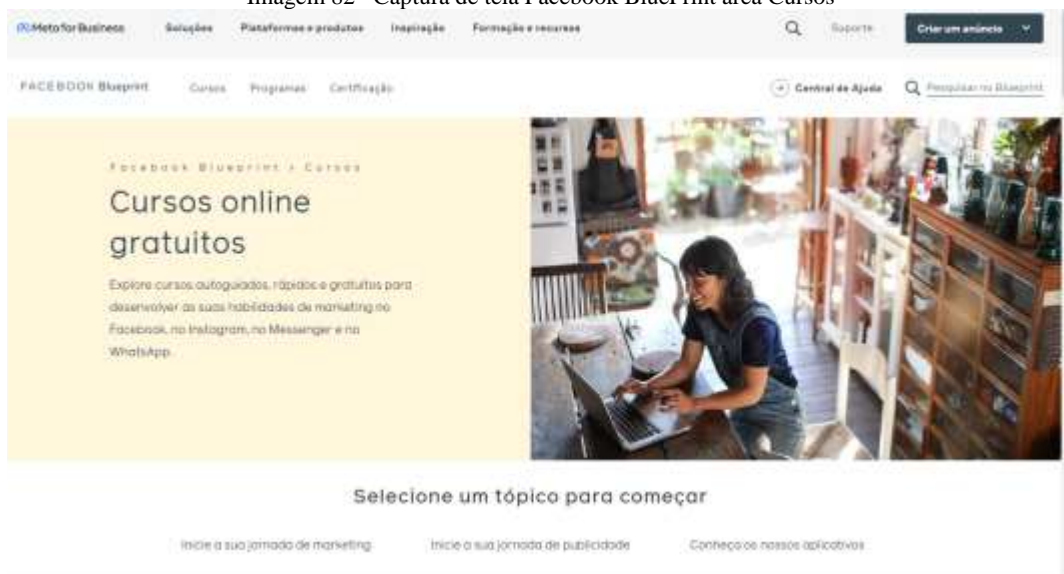 Imagem 82 - Captura de tela Facebook BluePrint área Cursos
Meta for Business Soluções Plataformas e produtos Inspiração Formação e recursos Suporte Criar um anúncio
FACEBOOK Blueprint Cursos Programas Certificação Central de Ajuda Pesquisar no Blueprint
Facebook Blueprint > Cursos
Cursos online
gratuitos
Explore cursos autoguiados, rápidos e gratuitos para
desenvolver as suas habilidades de marketing no
Facebook, no Instagram, no Messenger e no
WhatsApp.
Selecione um tópico para começar
Inicie a sua jornada de marketing Inicie a sua jornada de publicidade Conheça os nossos aplicativos